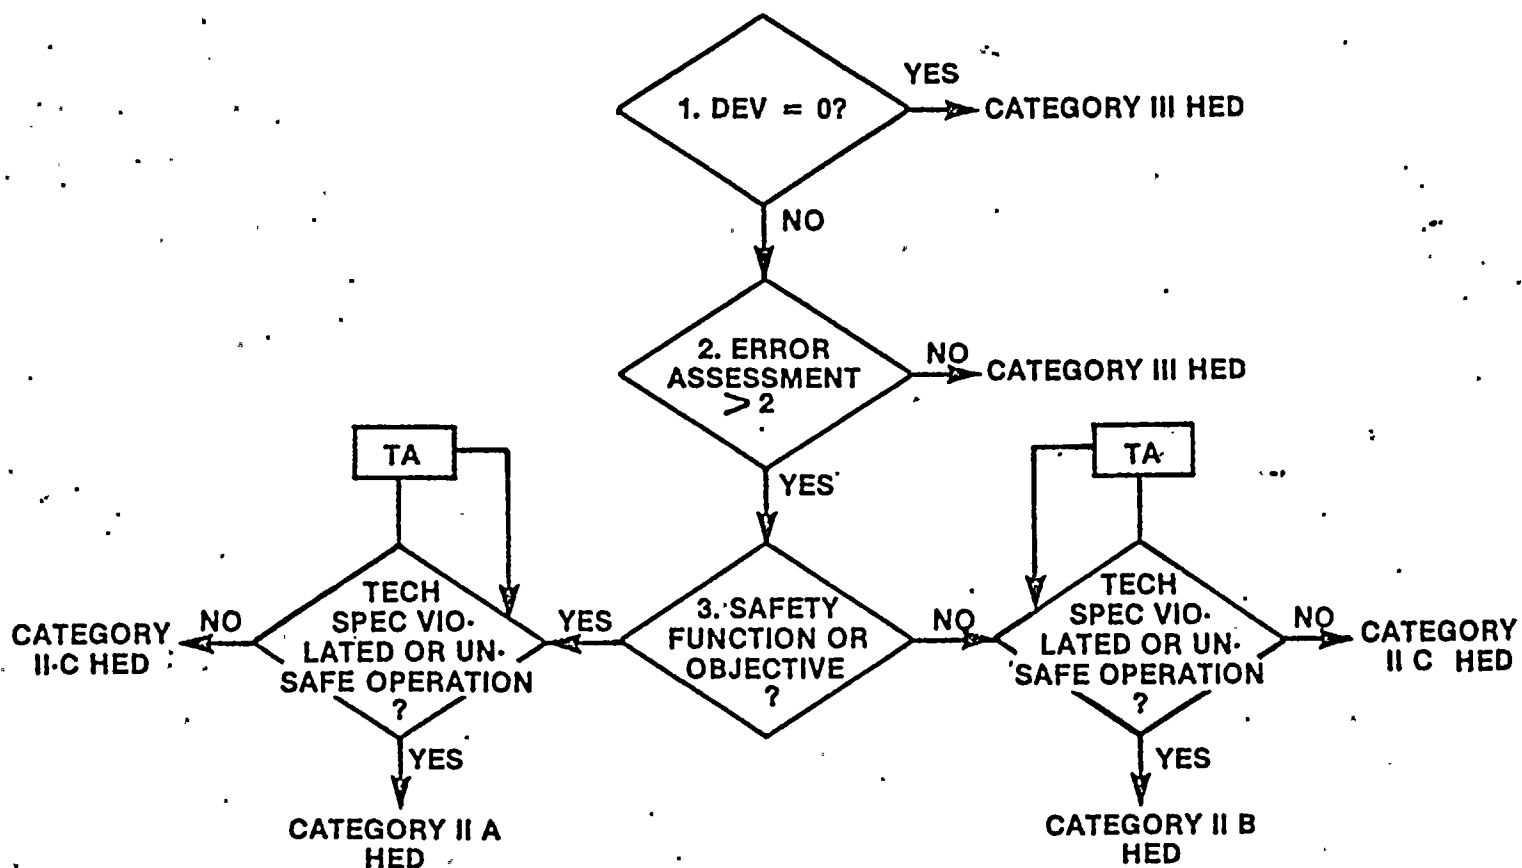 YES
1. DEV = 0?
CATEGORY III HED
NO
2. ERROR
ASSESSMENT
> 2
NO
CATEGORY III HED
TA
TA
YES
TECH
SPEC VIO-
LATED OR UN-
SAFE OPERATION
?
NO
CATEGORY
II-C HED
YES
3. SAFETY
FUNCTION OR
OBJECTIVE
?
NO
TECH
SPEC VIO-
LATED OR UN-
SAFE OPERATION
?
NO
CATEGORY
II C HED
YES
CATEGORY II A
HED
YES
CATEGORY II B
HED